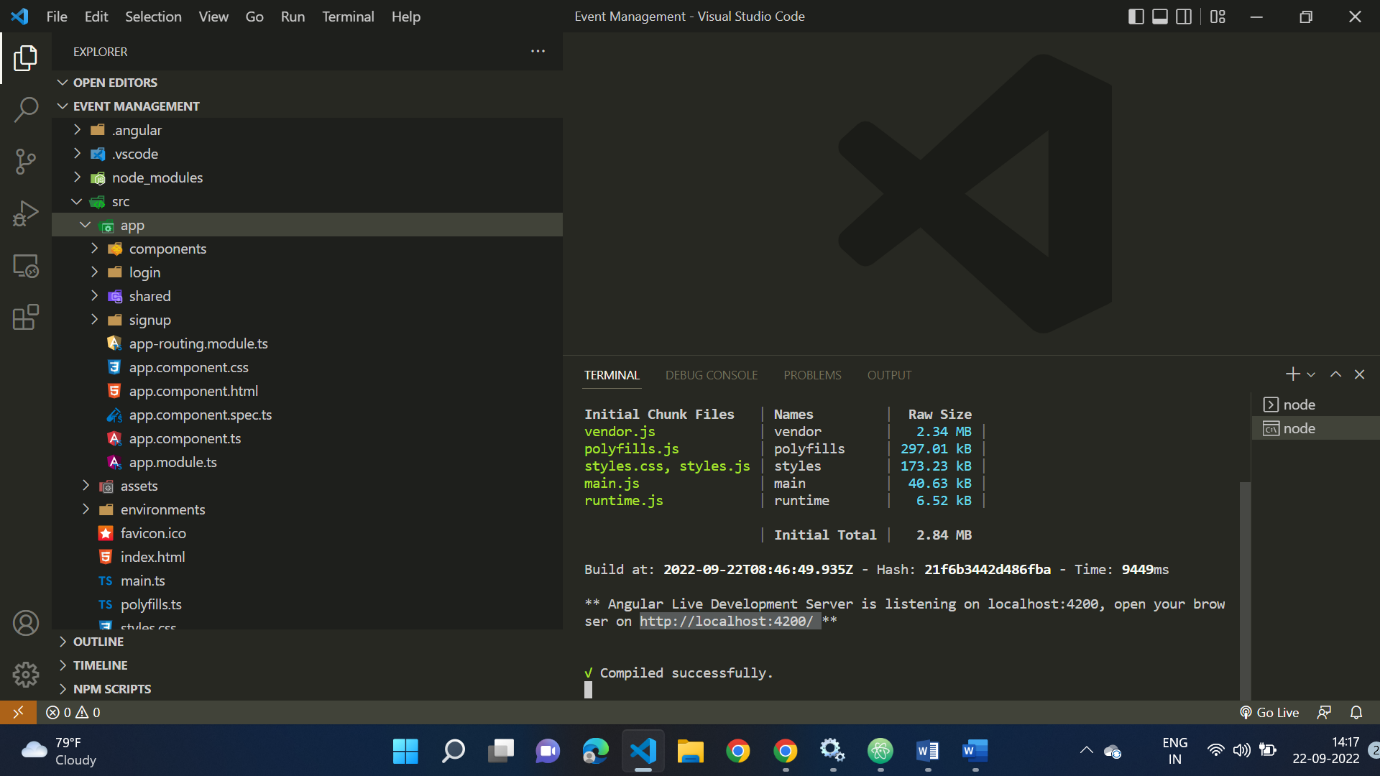 File Edit Selection View Go Run Terminal Help Event Management - Visual Studio Code
EXPLORER
OPEN EDITORS
EVENT MANAGEMENT
.angular
.vscode
node_modules
src
app
components
login
shared
signup
app-routing.module.ts
app.component.css
app.component.html
app.component.spec.ts
app.component.ts
app.module.ts
assets
environments
favicon.ico
index.html
TS main.ts
TS polyfills.ts
styles.css
OUTLINE
TIMELINE
NPM SCRIPTS
TERMINAL DEBUG CONSOLE PROBLEMS OUTPUT
node
node
Initial Chunk Files | Names | Raw Size
vendor.js | vendor | 2.34 MB |
polyfills.js | polyfills | 297.01 kB |
styles.css, styles.js | styles | 173.23 kB |
main.js | main | 40.63 kB |
runtime.js | runtime | 6.52 kB |
| Initial Total | 2.84 MB
Build at: 2022-09-22T08:46:49.935Z - Hash: 21f6b3442d486fba - Time: 9449ms
** Angular Live Development Server is listening on localhost:4200, open your brow
ser on http://localhost:4200/ **
√ Compiled successfully.
0 0
Go Live
79°F
Cloudy
ENG
IN
14:17
22-09-2022
2